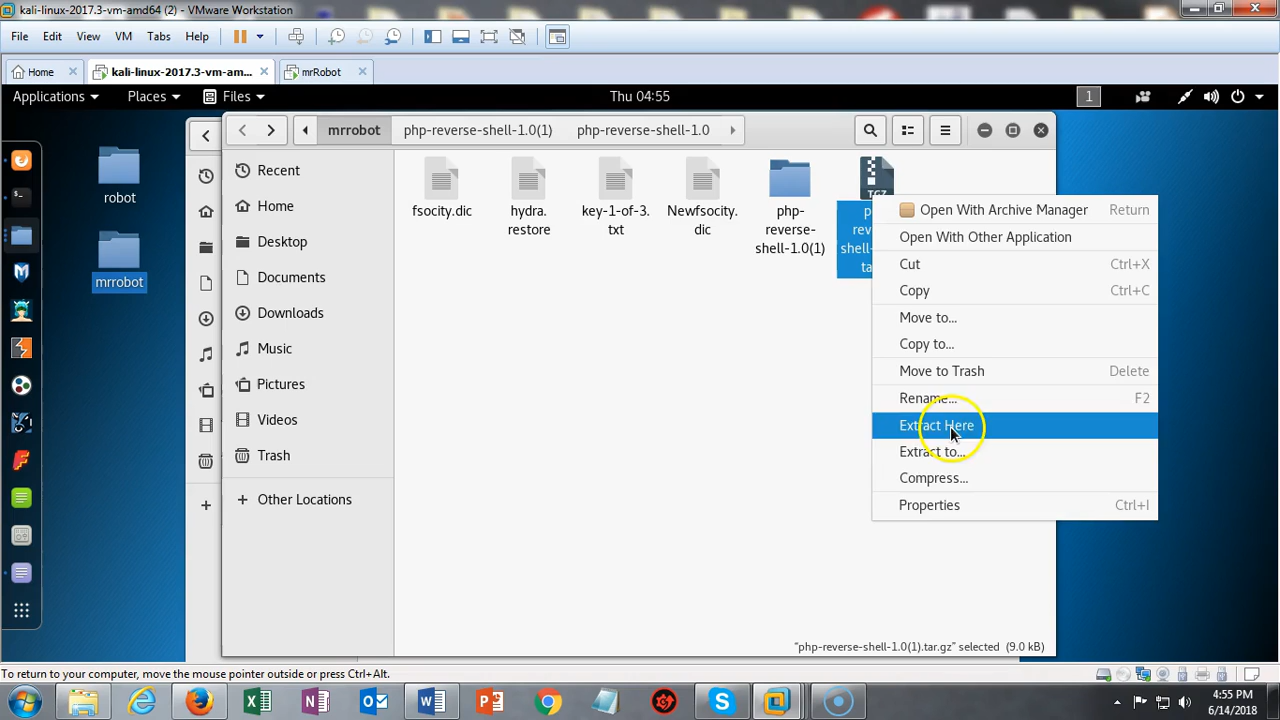 kali-linux-2017.3-vm-amd64 (2) - VMware Workstation
File Edit View VM Tabs Help
Home kali-linux-2017.3-vm-am... mrRobot
Applications Places Files Thu 04:55 1
robot
mrrobot
mrrobot php-reverse-shell-1.0(1) php-reverse-shell-1.0
Recent
Home
Desktop
Documents
Downloads
Music
Pictures
Videos
Trash
+ Other Locations
fsocity.dic
hydra.
restore
key-1-of-3.
txt
Newfsocity.
dic
php-
reverse-
shell-1.0(1)
TGZ
Open With Archive Manager Return
Open With Other Application
Cut Ctrl+X
Copy Ctrl+C
Move to...
Copy to...
Move to Trash Delete
Rename... F2
Extract Here
Extract to...
Compress...
Properties Ctrl+I
"php-reverse-shell-1.0(1).tar.gz" selected (9.0 kB)
To return to your computer, move the mouse pointer outside or press Ctrl+Alt.
4:55 PM
6/14/2018